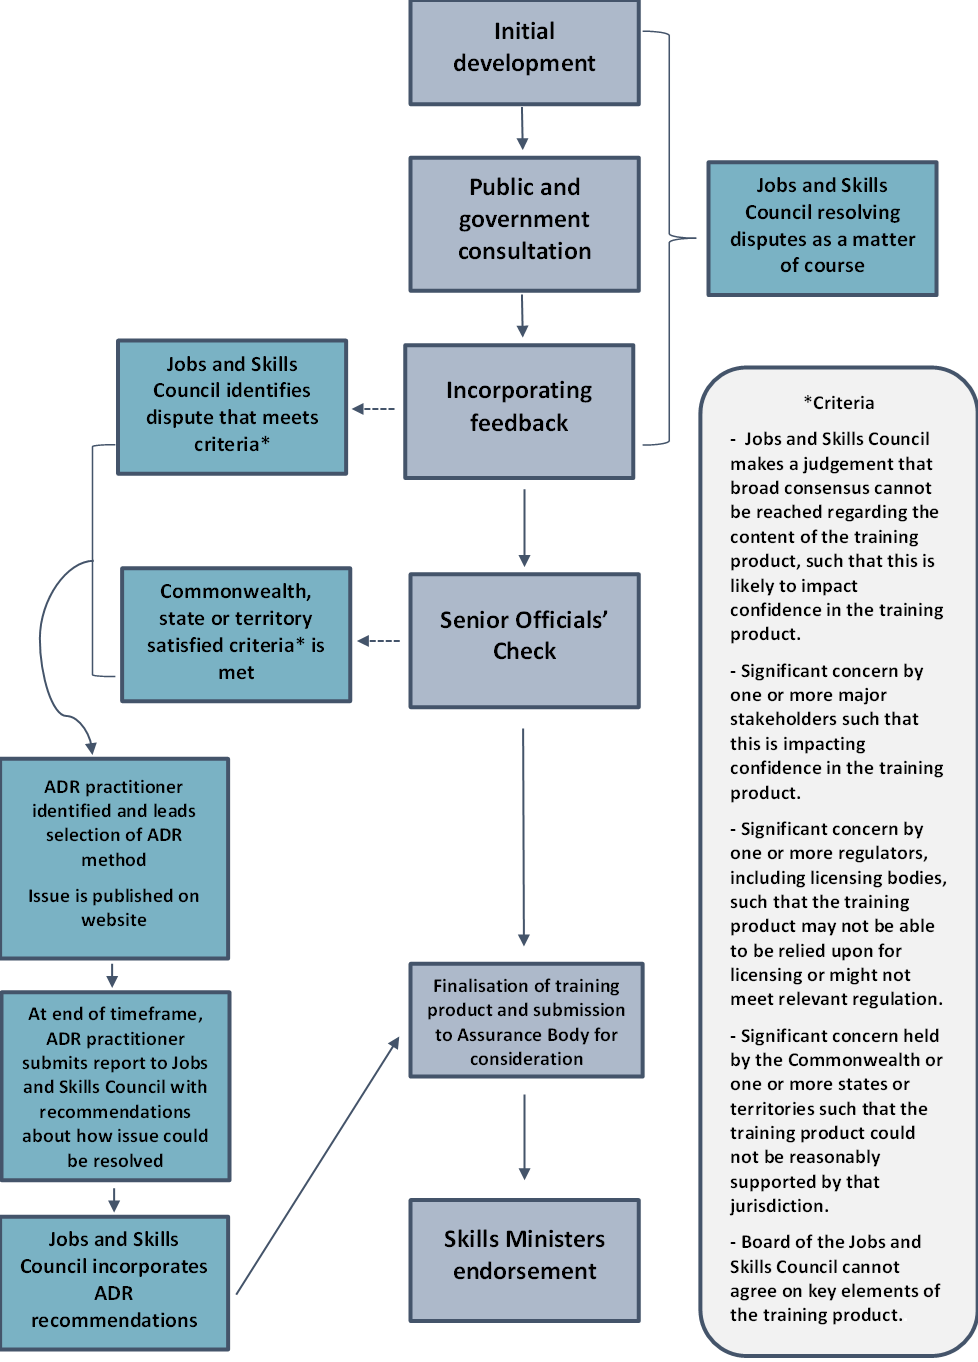 Initial
development
Public and
government
consultation
Jobs and Skills
Council resolving
disputes as a matter
of course
Incorporating
feedback
Jobs and Skills
Council identifies
dispute that meets
criteria*
Senior Officials’
Check
Commonwealth,
state or territory
satisfied criteria* is
met
ADR practitioner
identified and leads
selection of ADR
method
Issue is published on
website
At end of timeframe,
ADR practitioner
submits report to Jobs
and Skills Council with
recommendations
about how issue could
be resolved
Jobs and Skills
Council incorporates
ADR
recommendations
Finalisation of training
product and submission
to Assurance Body for
consideration
Skills Ministers
endorsement
*Criteria
- Jobs and Skills Council
makes a judgement that
broad consensus cannot
be reached regarding the
content of the training
product, such that this is
likely to impact
confidence in the training
product.
- Significant concern by
one or more major
stakeholders such that
this is impacting
confidence in the training
product.
- Significant concern by
one or more regulators,
including licensing bodies,
such that the training
product may not be able
to be relied upon for
licensing or might not
meet relevant regulation.
- Significant concern held
by the Commonwealth or
one or more states or
territories such that the
training product could
not be reasonably
supported by that
jurisdiction.
- Board of the Jobs and
Skills Council cannot
agree on key elements of
the training product.